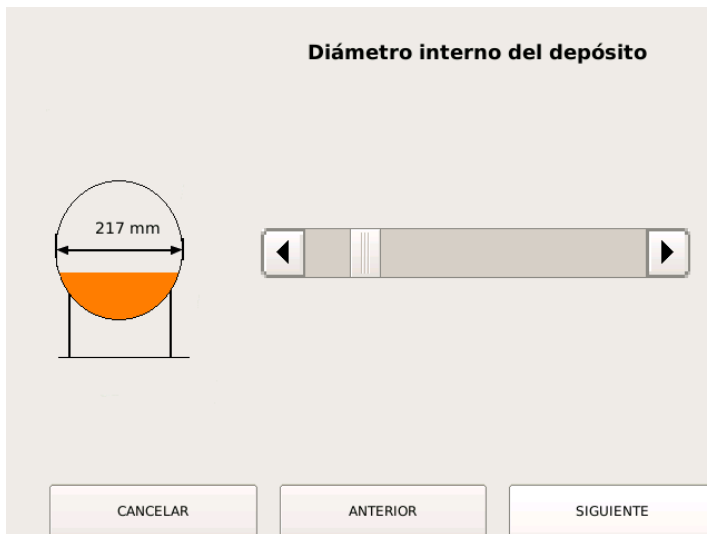 Diámetro interno del depósito
217 mm
CANCELAR
ANTERIOR
SIGUIENTE